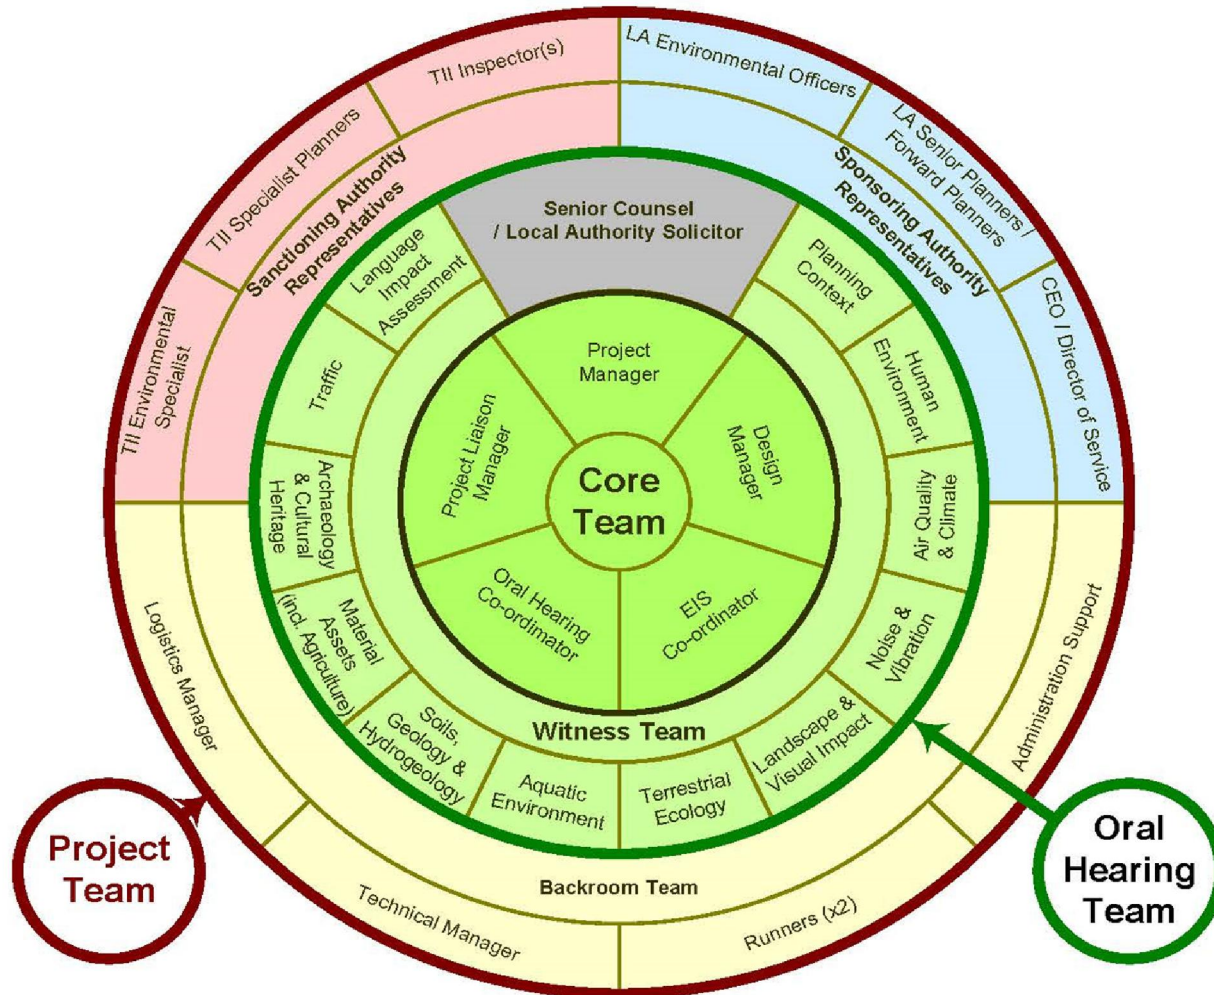 TII Inspector(s)
LA Environmental Officers
TII Specialist Planners
LA Senior Planners /
Forward Planners
TII Environmental
Specialist
CEO / Director of Service
Sanctioning Authority
Representatives
Sponsoring Authority
Representatives
Senior Counsel
/ Local Authority Solicitor
Language
Impact
Assessment
Planning
Context
Traffic
Human
Environment
Archaeology
& Cultural
Heritage
Air Quality
& Climate
Material
Assets
(incl. Agriculture)
Noise &
Vibration
Soils,
Geology &
Hydrogeology
Landscape &
Visual Impact
Aquatic
Environment
Terrestrial
Ecology
Witness Team
Project
Manager
Project Liaison
Manager
Design
Manager
Core
Team
Oral Hearing
Co-ordimator
EIS
Co-ordinator
Logistics Manager
Administration Support
Backroom Team
Technical Manager
Runners (x2)
Project
Team
Oral
Hearing
Team